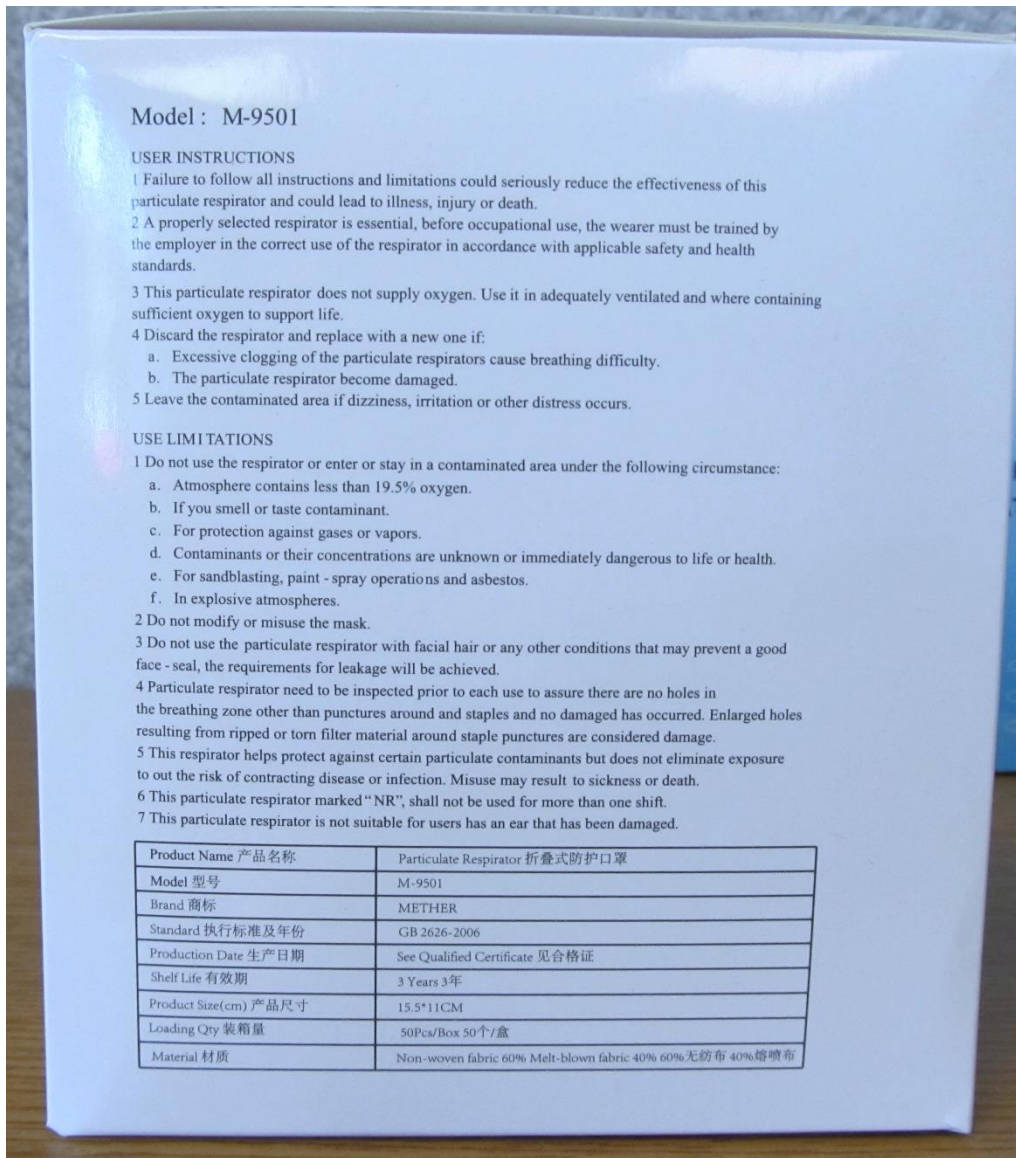 Model : M-9501
USER INSTRUCTIONS
1 Failure to follow all instructions and limitations could seriously reduce the effectiveness of this
particulate respirator and could lead to illness, injury or death.
2 A properly selected respirator is essential, before occupational use, the wearer must be trained by
the employer in the correct use of the respirator in accordance with applicable safety and health
standards.
3 This particulate respirator does not supply oxygen. Use it in adequately ventilated and where containing
sufficient oxygen to support life.
4 Discard the respirator and replace with a new one if:
a. Excessive clogging of the particulate respirators cause breathing difficulty.
b. The particulate respirator become damaged.
5 Leave the contaminated area if dizziness, irritation or other distress occurs.
USE LIMITATIONS
1 Do not use the respirator or enter or stay in a contaminated area under the following circumstance:
a. Atmosphere contains less than 19.5% oxygen.
b. If you smell or taste contaminant.
c. For protection against gases or vapors.
d. Contaminants or their concentrations are unknown or immediately dangerous to life or health.
e. For sandblasting, paint - spray operations and asbestos.
f. In explosive atmospheres.
2 Do not modify or misuse the mask.
3 Do not use the particulate respirator with facial hair or any other conditions that may prevent a good
face - seal, the requirements for leakage will be achieved.
4 Particulate respirator need to be inspected prior to each use to assure there are no holes in
the breathing zone other than punctures around and staples and no damaged has occurred. Enlarged holes
resulting from ripped or torn filter material around staple punctures are considered damage.
5 This respirator helps protect against certain particulate contaminants but does not eliminate exposure
to out the risk of contracting disease or infection. Misuse may result to sickness or death.
6 This particulate respirator marked “NR”, shall not be used for more than one shift.
7 This particulate respirator is not suitable for users has an ear that has been damaged.
Product Name 产品名称 Particulate Respirator 折叠式防护口罩
Model 型号 M-9501
Brand 商标 METHER
Standard 执行标准及年份 GB 2626-2006
Production Date 生产日期 See Qualified Certificate 见合格证
Shelf Life 有效期 3 Years 3年
Product Size(cm) 产品尺寸 15.5*11CM
Loading Qty 装箱量 50Pcs/Box 50个/盒
Material 材质 Non-woven fabric 60% Melt-blown fabric 40% 60%无纺布 40%熔喷布